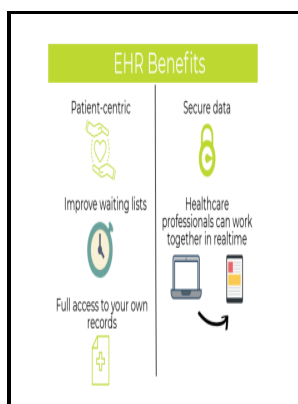 EHR Benefits
Patient-centric
Improve waiting lists
Full access to your own
records
Secure data
Healthcare
professionals can work
together in realtime